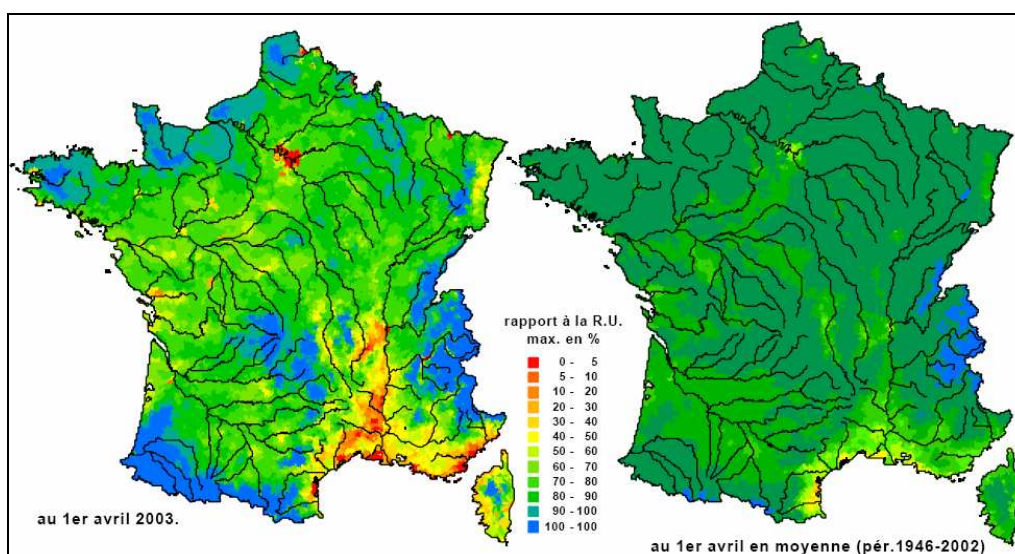 rapport à la R.U.
max. en %
0 - 5
5 - 10
10 - 20
20 - 30
30 - 40
40 - 50
50 - 60
60 - 70
70 - 80
80 - 90
90 - 100
100 - 100
au 1er avril 2003.
au 1er avril en moyenne (pér.1946-2002)